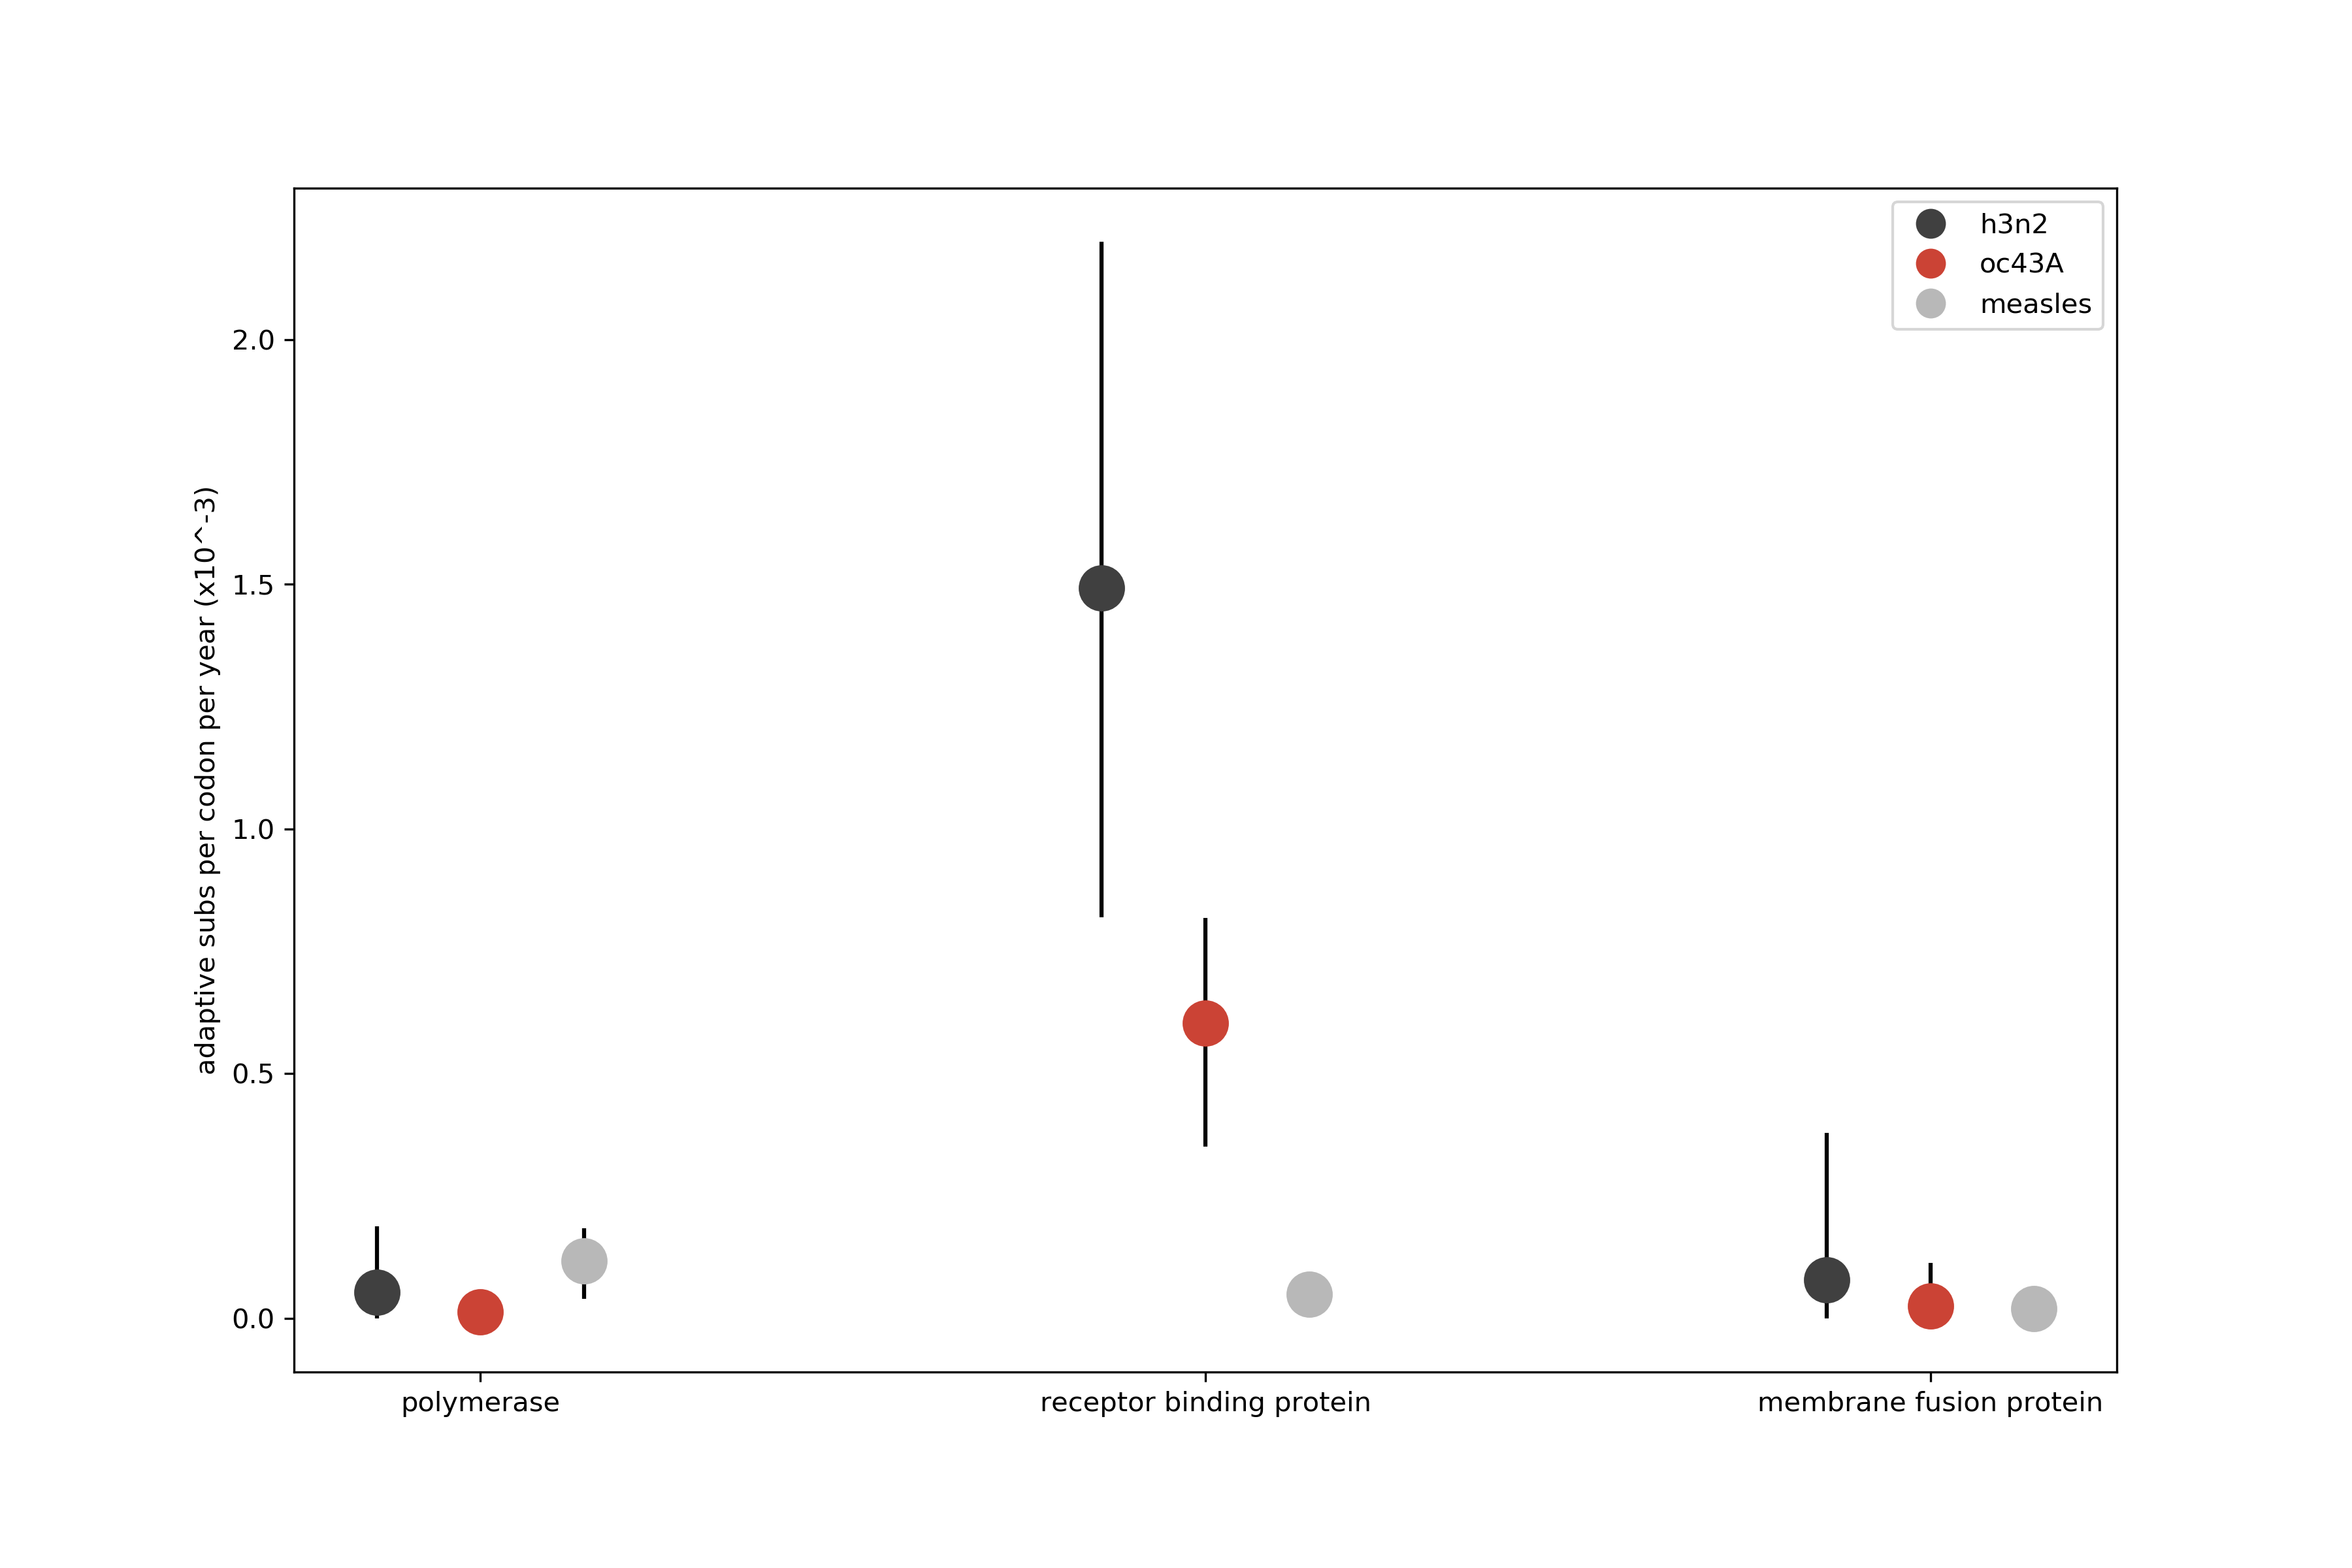 h3n2
oc43A
measles
adaptive subs per codon per year (x10^-3)
2.0
1.5
1.0
0.5
0.0
polymerase
receptor binding protein
membrane fusion protein